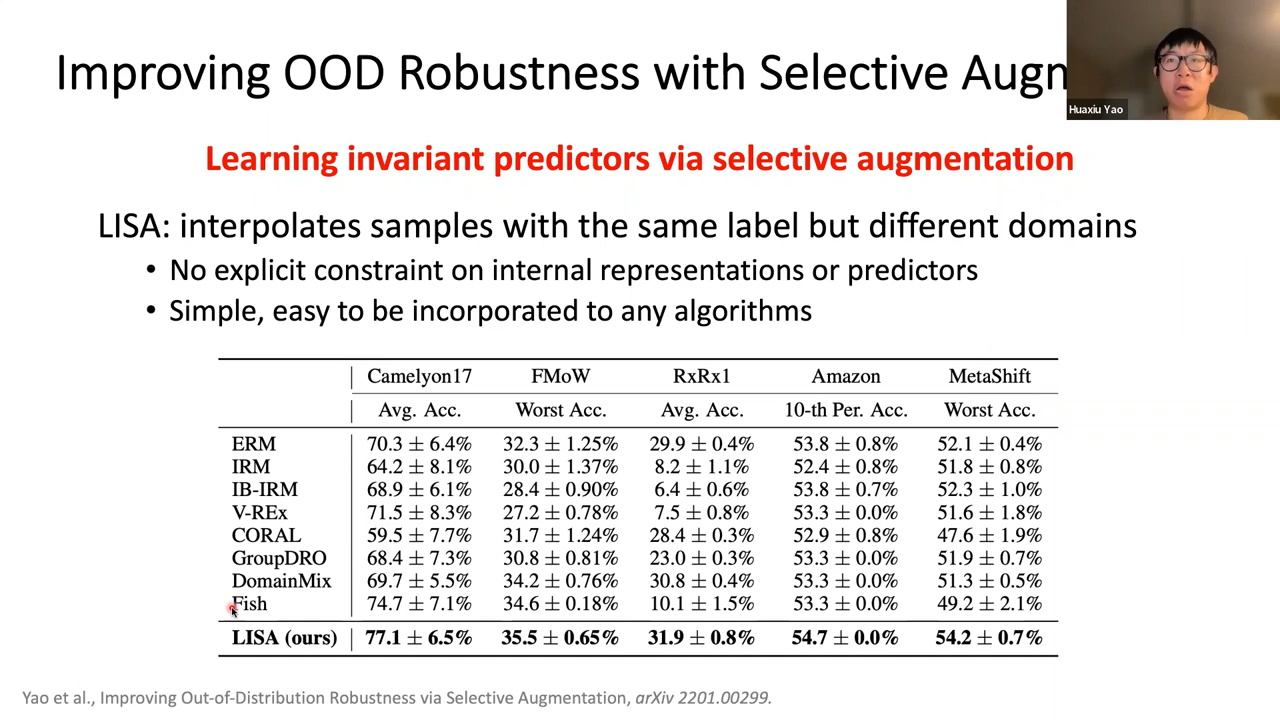 Improving OOD Robustness with Selective Augm
Huaxiu Yao
Learning invariant predictors via selective augmentation
LISA: interpolates samples with the same label but different domains
• No explicit constraint on internal representations or predictors
• Simple, easy to be incorporated to any algorithms
Camelyon17 FMoW RxRx1 Amazon MetaShift
Avg. Acc. Worst Acc. Avg. Acc. 10-th Per. Acc. Worst Acc.
ERM 70.3 ± 6.4% 32.3 ± 1.25% 29.9 ± 0.4% 53.8 ± 0.8% 52.1 ± 0.4%
IRM 64.2 ± 8.1% 30.0 ± 1.37% 8.2 ± 1.1% 52.4 ± 0.8% 51.8 ± 0.8%
IB-IRM 68.9 ± 6.1% 28.4 ± 0.90% 6.4 ± 0.6% 53.8 ± 0.7% 52.3 ± 1.0%
V-REx 71.5 ± 8.3% 27.2 ± 0.78% 7.5 ± 0.8% 53.3 ± 0.0% 51.6 ± 1.8%
CORAL 59.5 ± 7.7% 31.7 ± 1.24% 28.4 ± 0.3% 52.9 ± 0.8% 47.6 ± 1.9%
GroupDRO 68.4 ± 7.3% 30.8 ± 0.81% 23.0 ± 0.3% 53.3 ± 0.0% 51.9 ± 0.7%
DomainMix 69.7 ± 5.5% 34.2 ± 0.76% 30.8 ± 0.4% 53.3 ± 0.0% 51.3 ± 0.5%
Fish 74.7 ± 7.1% 34.6 ± 0.18% 10.1 ± 1.5% 53.3 ± 0.0% 49.2 ± 2.1%
LISA (ours) 77.1 ± 6.5% 35.5 ± 0.65% 31.9 ± 0.8% 54.7 ± 0.0% 54.2 ± 0.7%
Yao et al., Improving Out-of-Distribution Robustness via Selective Augmentation, arXiv 2201.00299.